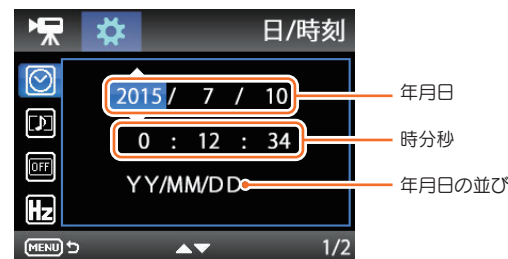 日/時刻
2015 / 7 / 10
年月日
0 : 12 : 34
時分秒
OFF
YY/MM/DD
年月日の並び
Hz
MENU
1/2